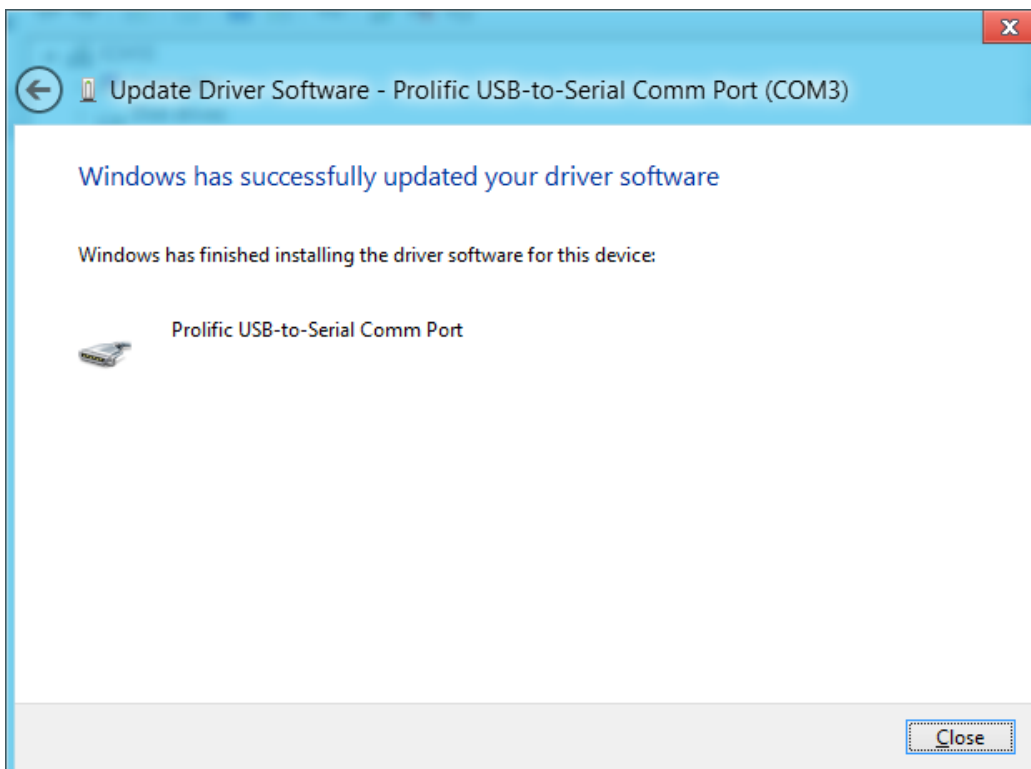 Update Driver Software - Prolific USB-to-Serial Comm Port (COM3)
Windows has successfully updated your driver software
Windows has finished installing the driver software for this device:
Prolific USB-to-Serial Comm Port
Close